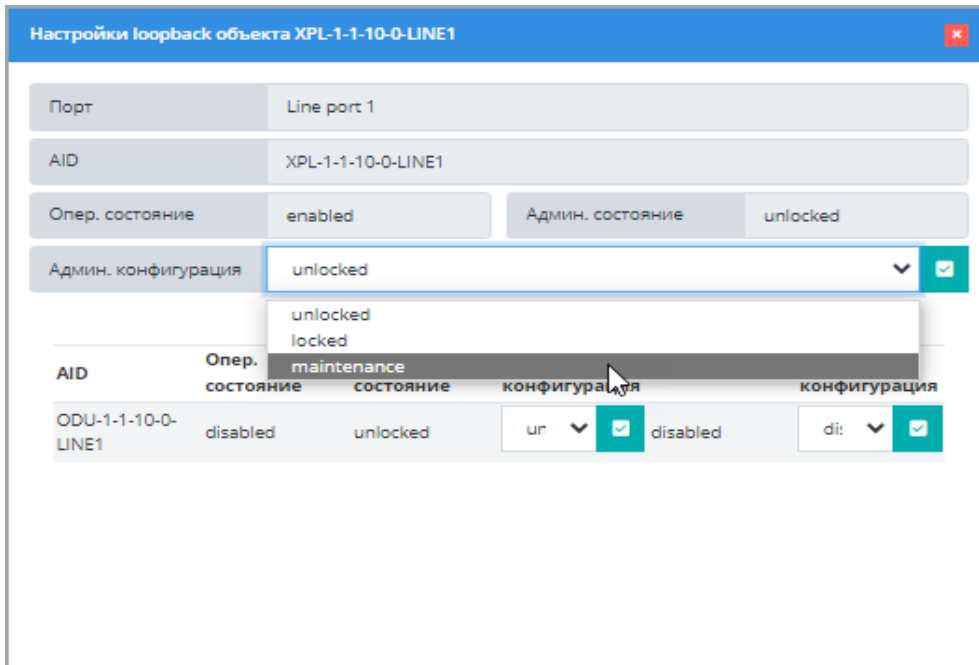 Настройки loopback объекта XPL-1-1-10-0-LINE1
Порт Line port 1
AID XPL-1-1-10-0-LINE1
Опер. состояние enabled Админ. состояние unlocked
Админ. конфигурация unlocked
unlocked
locked
maintenance
AID Опер. состояние состояние конфигурация конфигурация
ODU-1-1-10-0- disabled unlocked disabled
LINE1